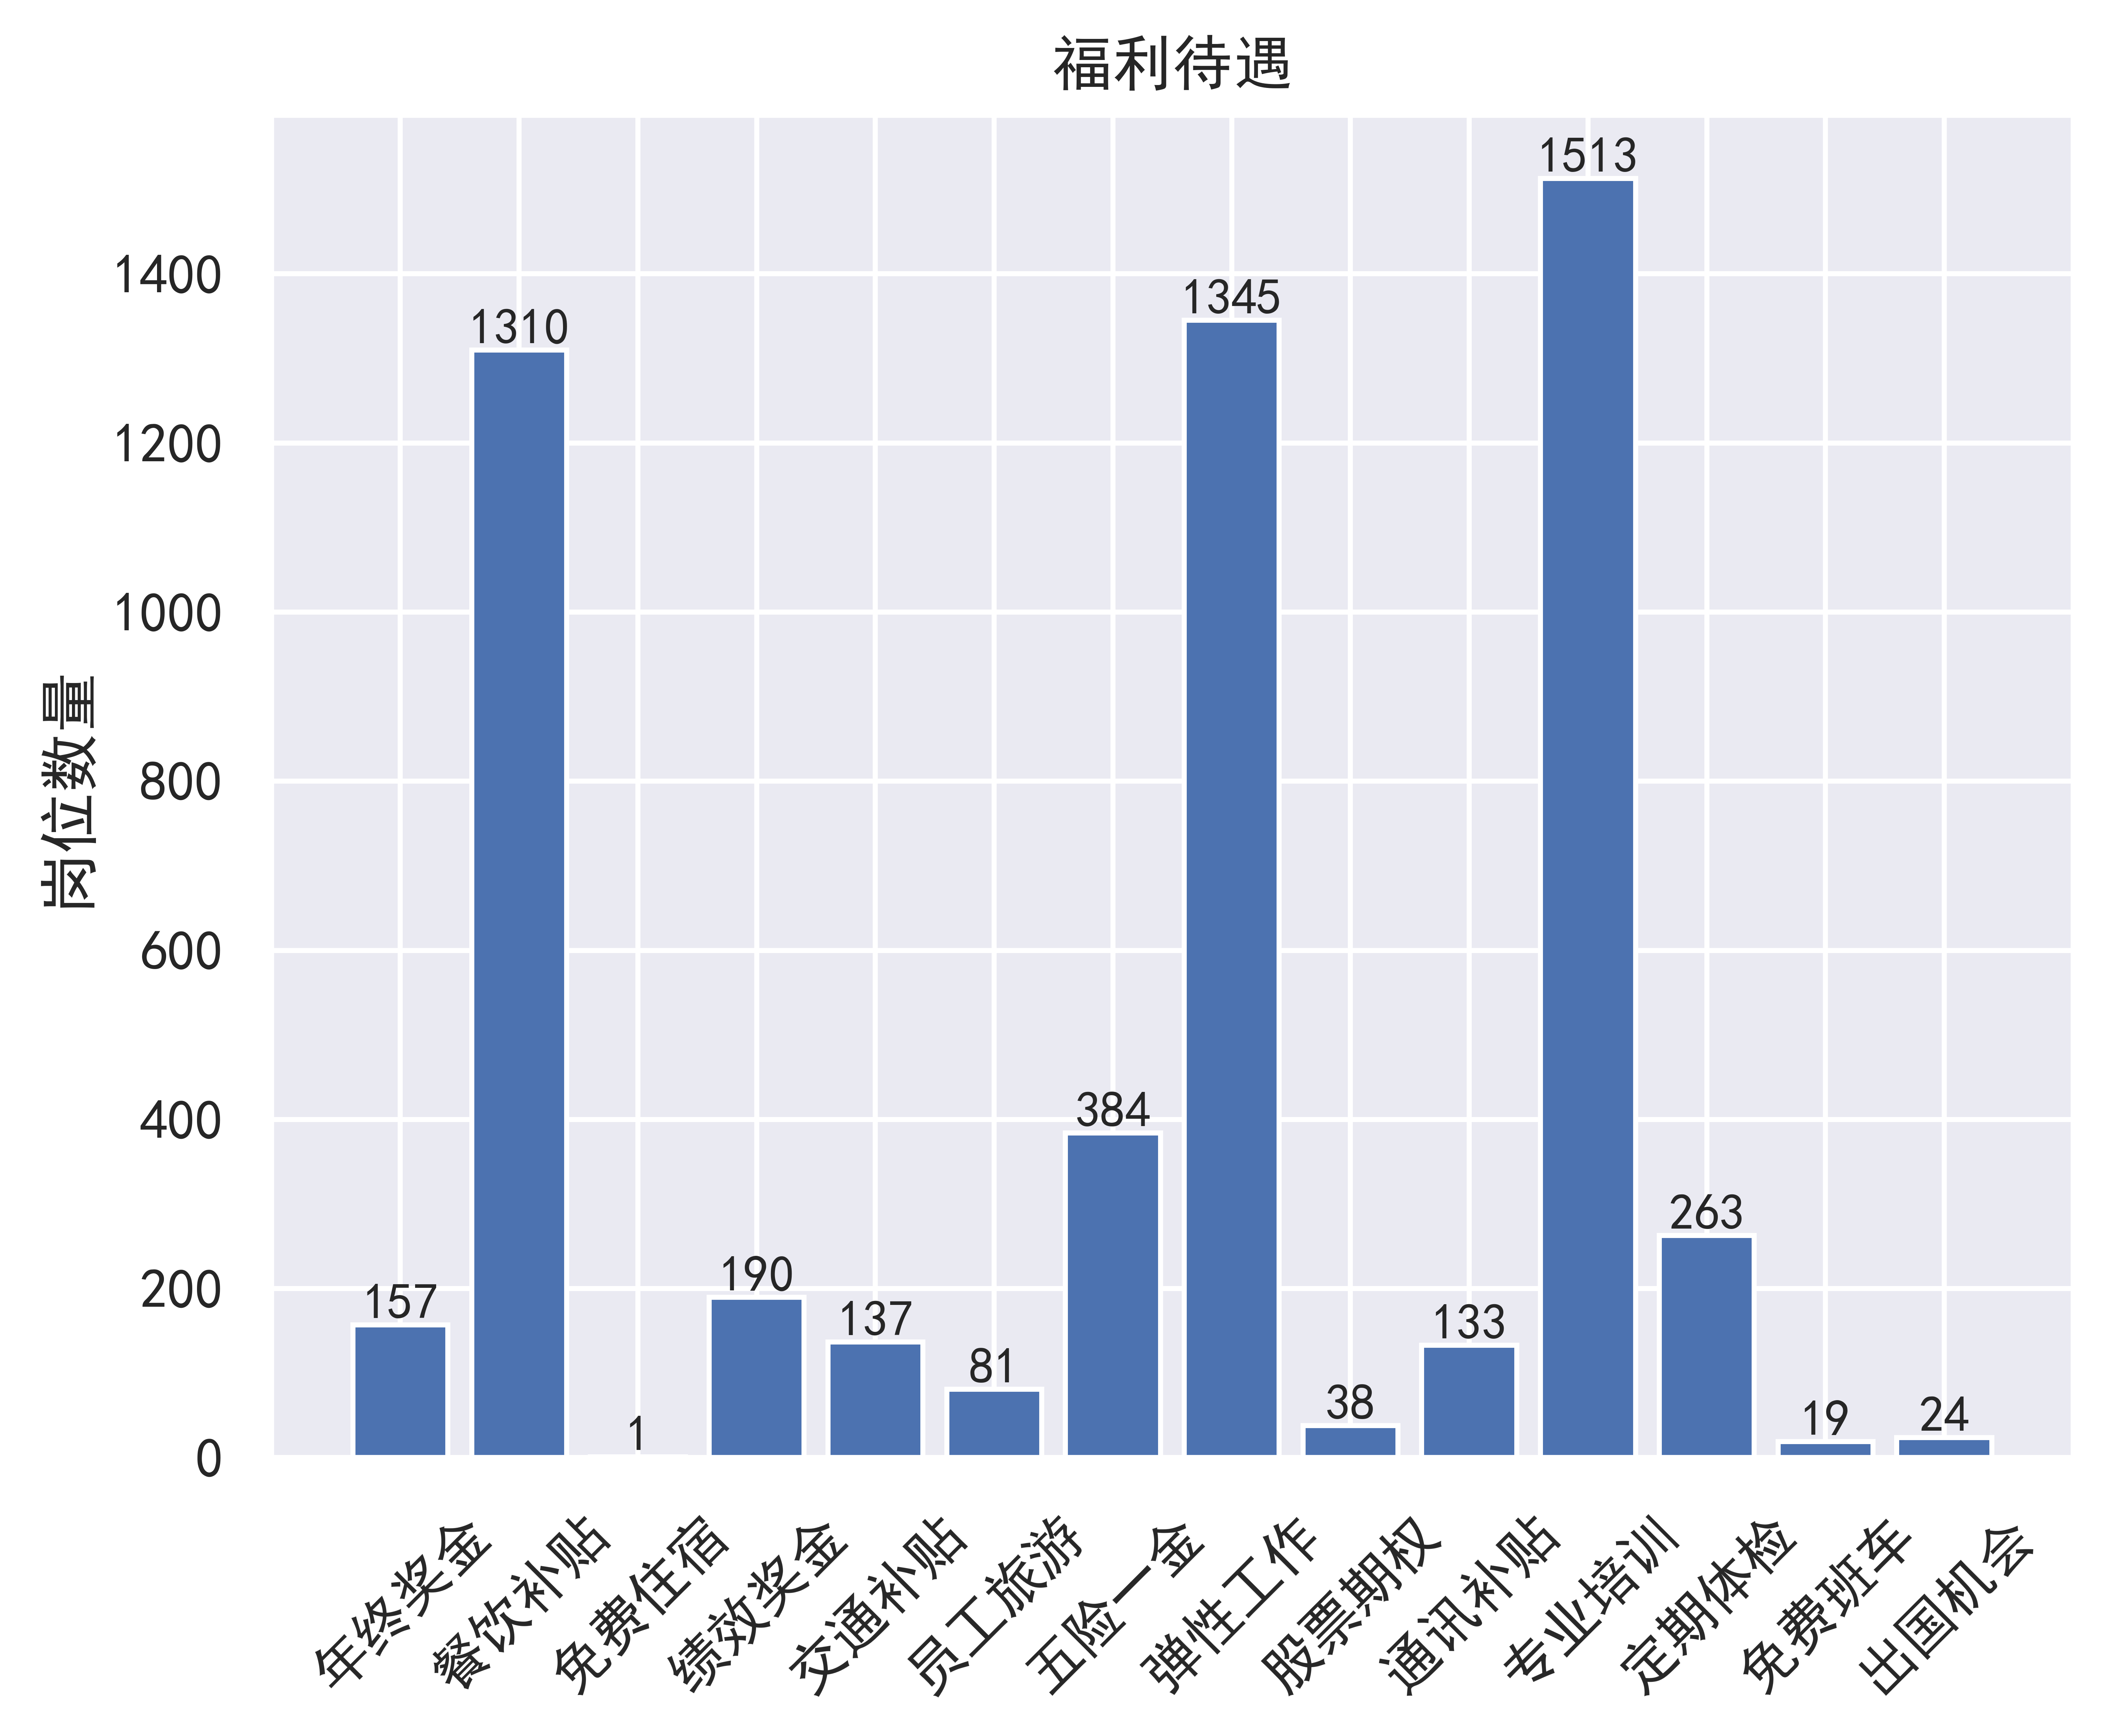 福利待遇
岗位数量
1400
1200
1000
800
600
400
200
0
157
1310
1
190
137
81
384
1345
38
133
1513
263
19
24
年终奖金
餐饮补贴
免费住宿
绩效奖金
交通补贴
员工旅游
五险一金
弹性工作
股票期权
通讯补贴
专业培训
定期体检
免费班车
出国机会